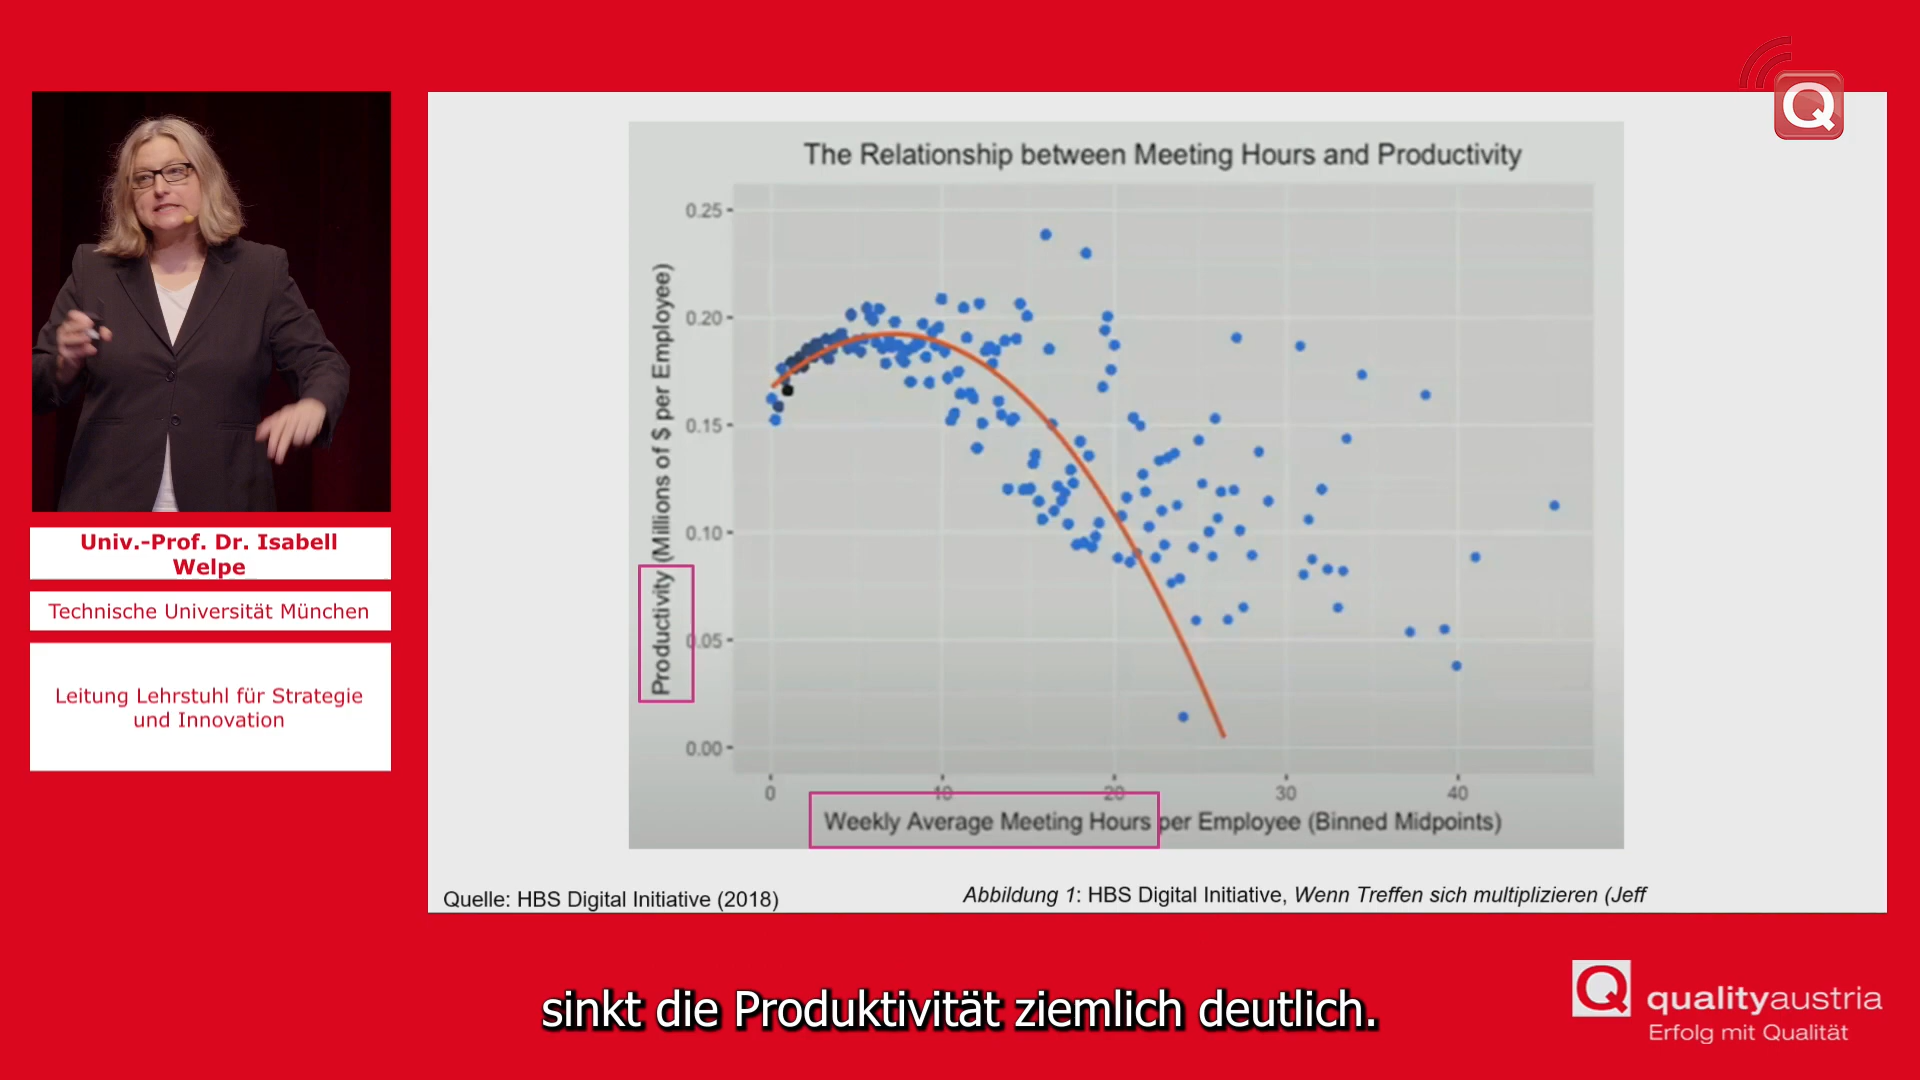 Q
Univ.-Prof. Dr. Isabell
Welpe
Technische Universität München
Leitung Lehrstuhl für Strategie
und Innovation
The Relationship between Meeting Hours and Productivity
Productivity (Millions of $ per Employee)
0.25
0.20
0.15
0.10
0.05
0.00
0 10 20 30 40
Weekly Average Meeting Hours per Employee (Binned Midpoints)
Quelle: HBS Digital Initiative (2018)
Abbildung 1: HBS Digital Initiative, Wenn Treffen sich multiplizieren (Jeff
sinkt die Produktivität ziemlich deutlich.
Q qualityaustria
Erfolg mit Qualität